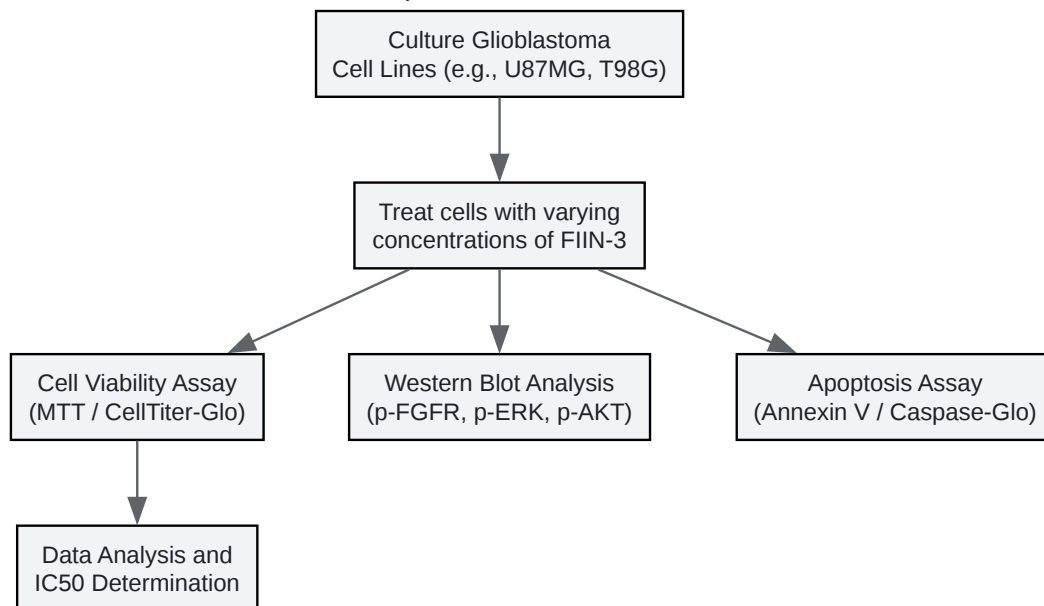 Culture Glioblastoma
Cell Lines (e.g., U87MG, T98G)
Treat cells with varying
concentrations of FIIN-3
Cell Viability Assay
(MTT / CellTiter-Glo)
Western Blot Analysis
(p-FGFR, p-ERK, p-AKT)
Apoptosis Assay
(Annexin V / Caspase-Glo)
Data Analysis and
IC50 Determination